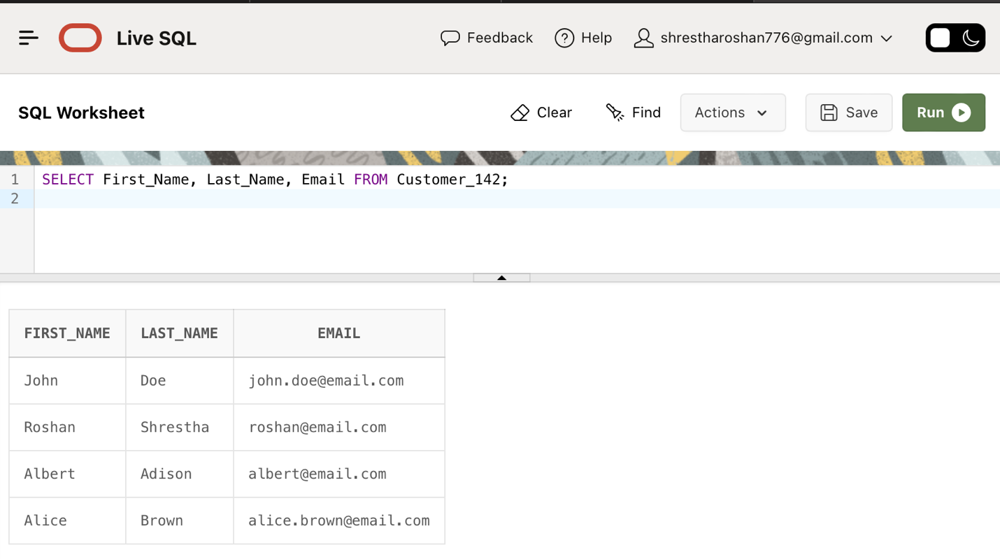 Live SQL Feedback Help shrestharoshan776@gmail.com
SQL Worksheet Clear Find Actions Save Run
1 SELECT First_Name, Last_Name, Email FROM Customer_142;
2
FIRST_NAME LAST_NAME EMAIL
John Doe john.doe@email.com
Roshan Shrestha roshan@email.com
Albert Adison albert@email.com
Alice Brown alice.brown@email.com